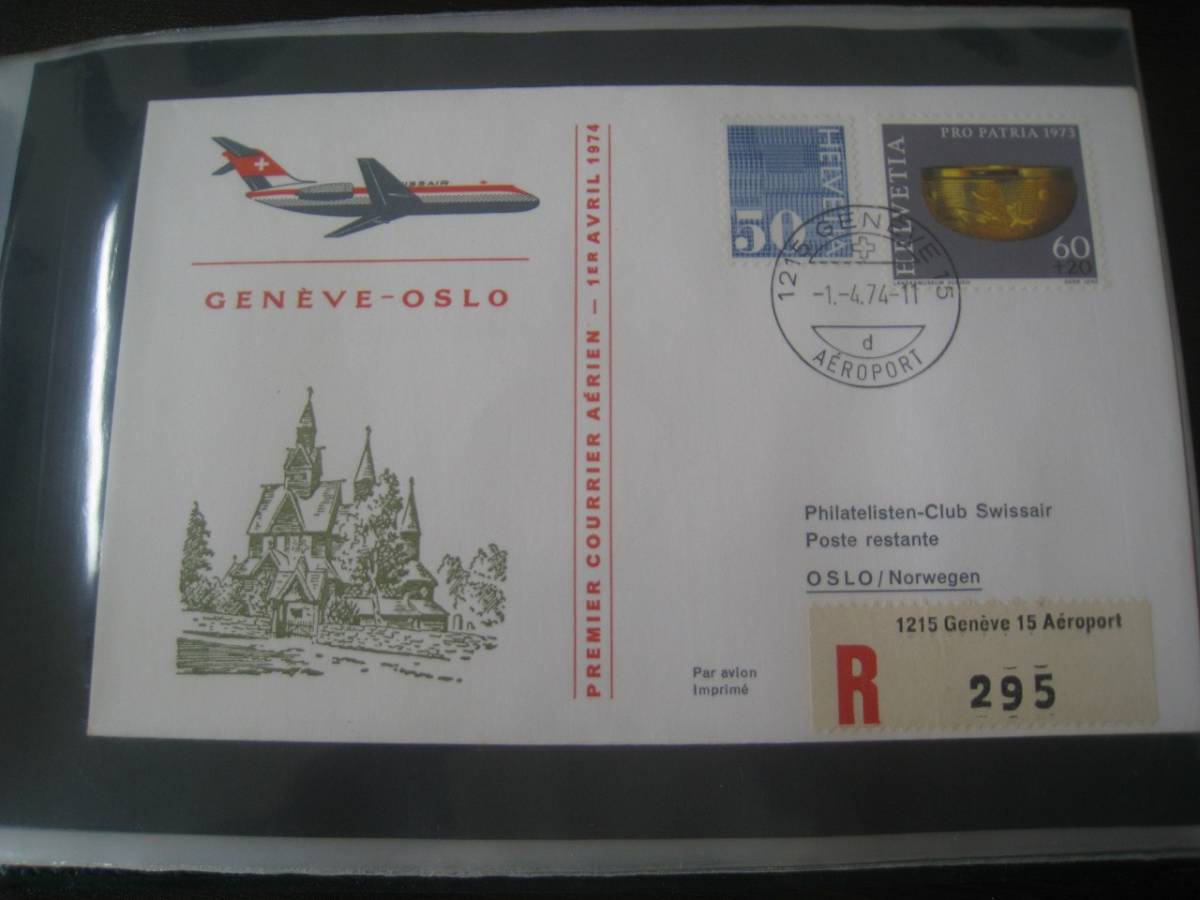 GENÈVE-OSLO
PREMIER COURRIER AÉRIEN - 1ER AVRIL 1974
HELVETIA
50
PRO PATRIA 1973
HELVETIA
60
+20
1215 GENÈVE 15
-1.-4.74-11
d
AÉROPORT
Philatelisten-Club Swissair
Poste restante
OSLO/Norwegen
Par avion
Imprimé
1215 Genève 15 Aéroport
R
295